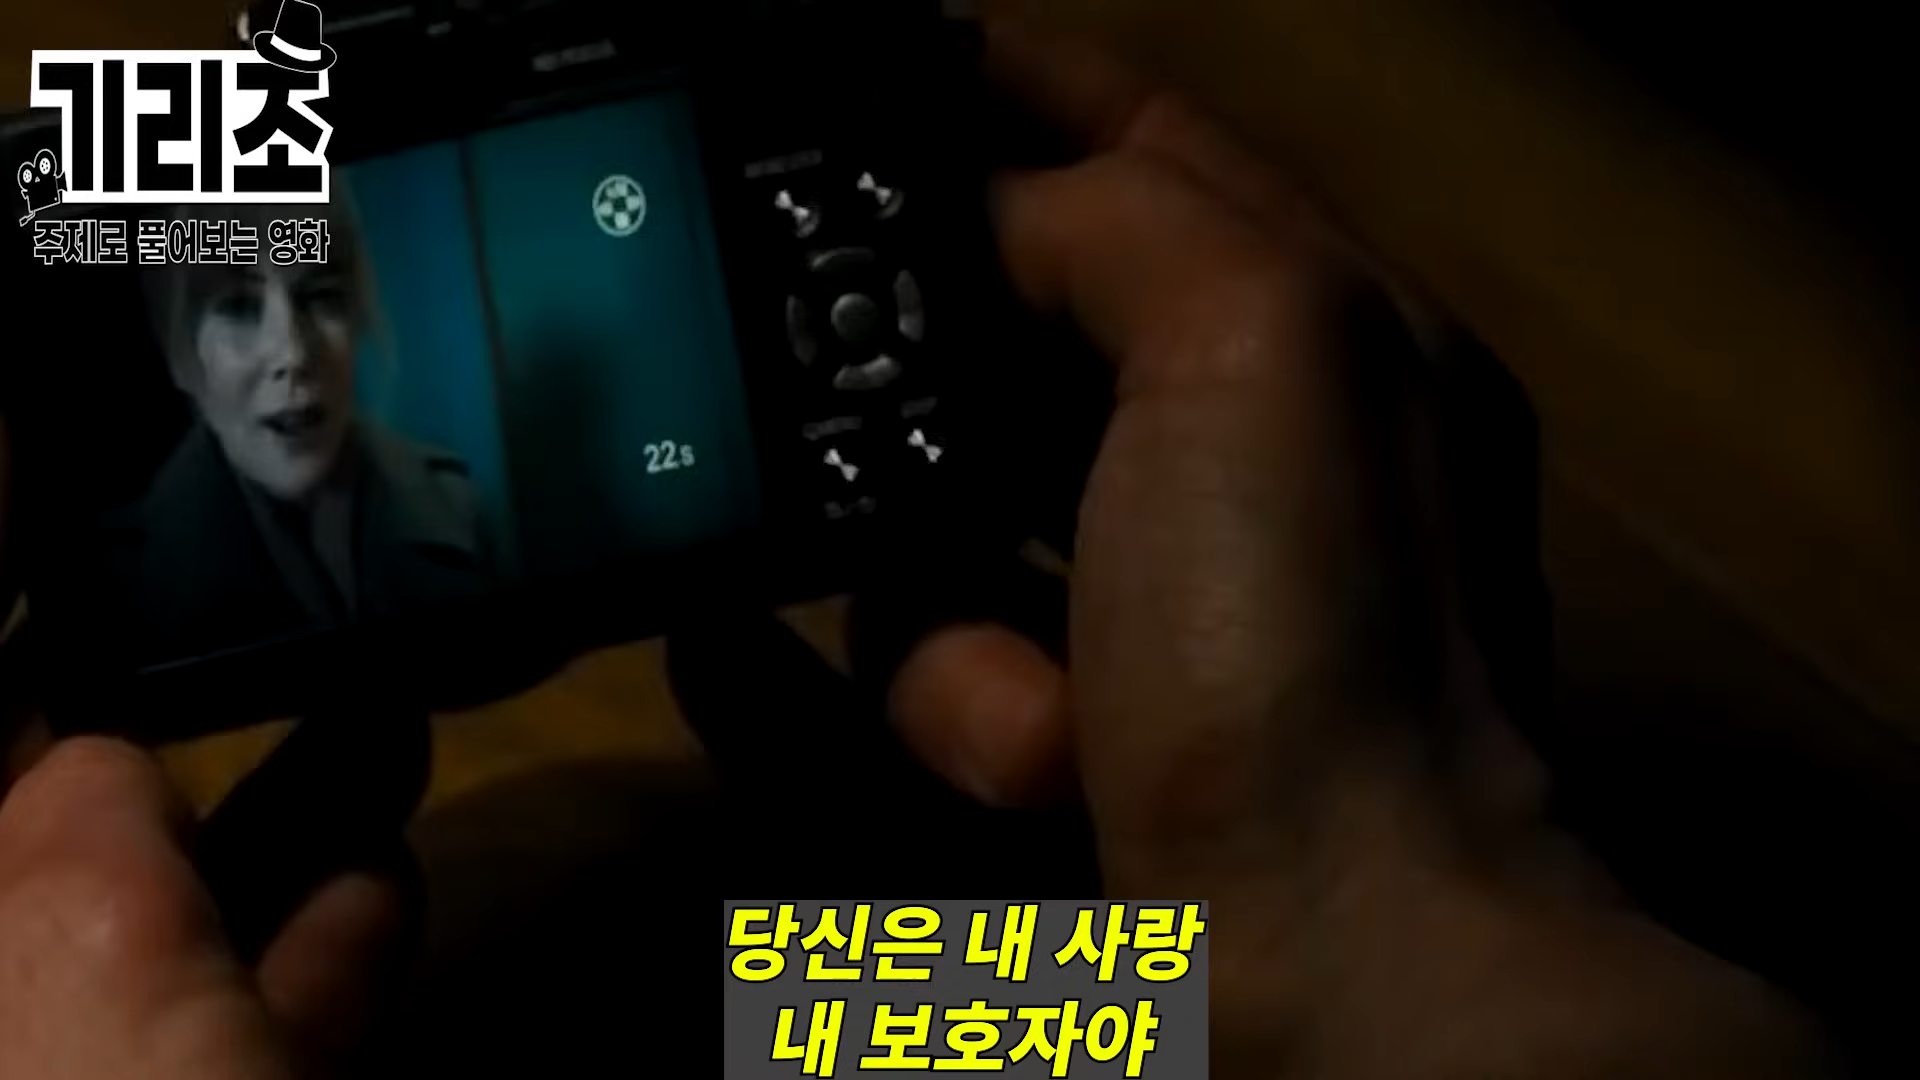 기리조
주제로 풀어보는 영화
22s
당신은 내 사랑
내 보호자야